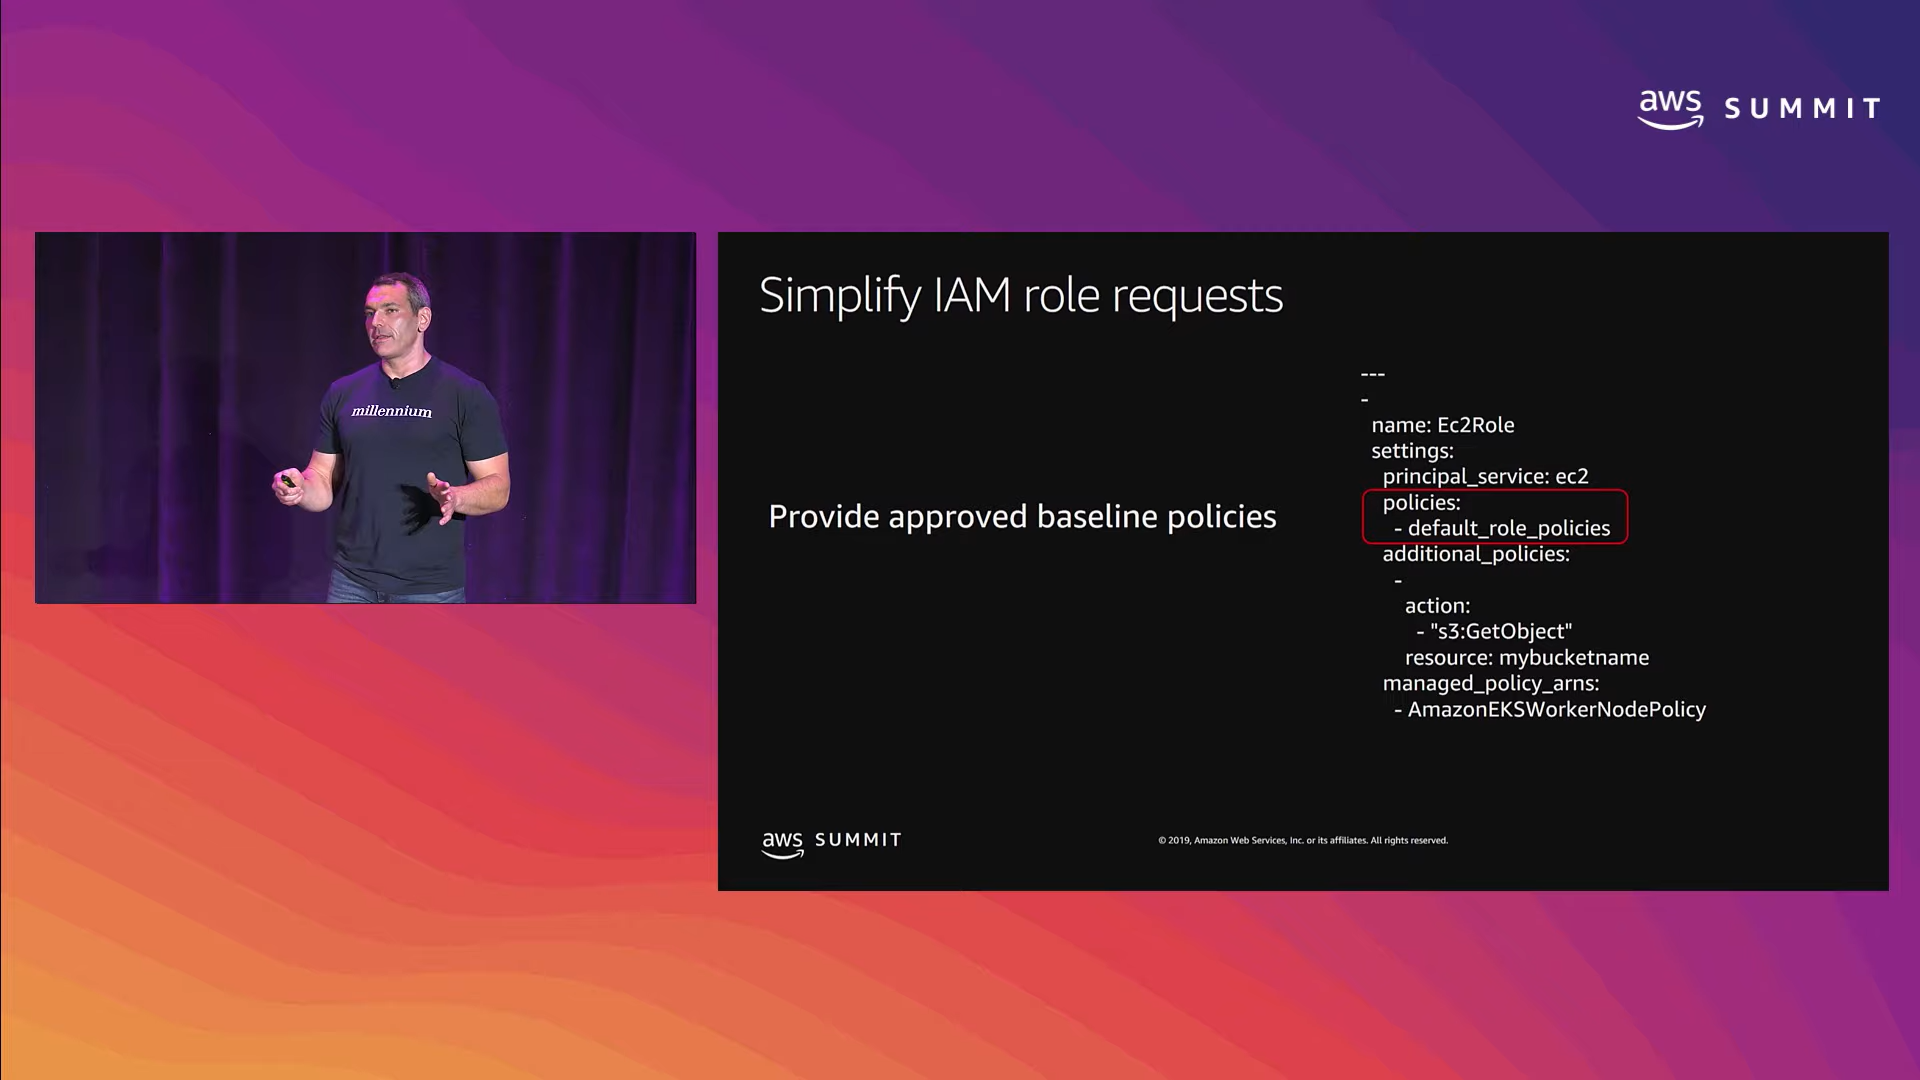 aws SUMMIT
millennium
Simplify IAM role requests
Provide approved baseline policies
---
-
name: Ec2Role
settings:
principal_service: ec2
policies:
- default_role_policies
additional_policies:
-
action:
- "s3:GetObject"
resource: mybucketname
managed_policy_arns:
- AmazonEKSWorkerNodePolicy
aws SUMMIT
© 2019, Amazon Web Services, Inc. or its affiliates. All rights reserved.